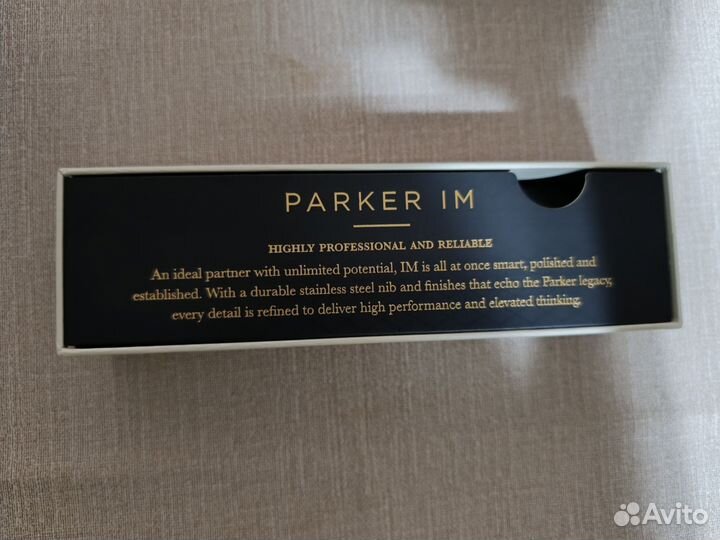 PARKER IM
HIGHLY PROFESSIONAL AND RELIABLE
An ideal partner with unlimited potential, IM is all at once smart, polished and
established. With a durable stainless steel nib and finishes that echo the Parker legacy,
every detail is refined to deliver high performance and elevated thinking.
Avito